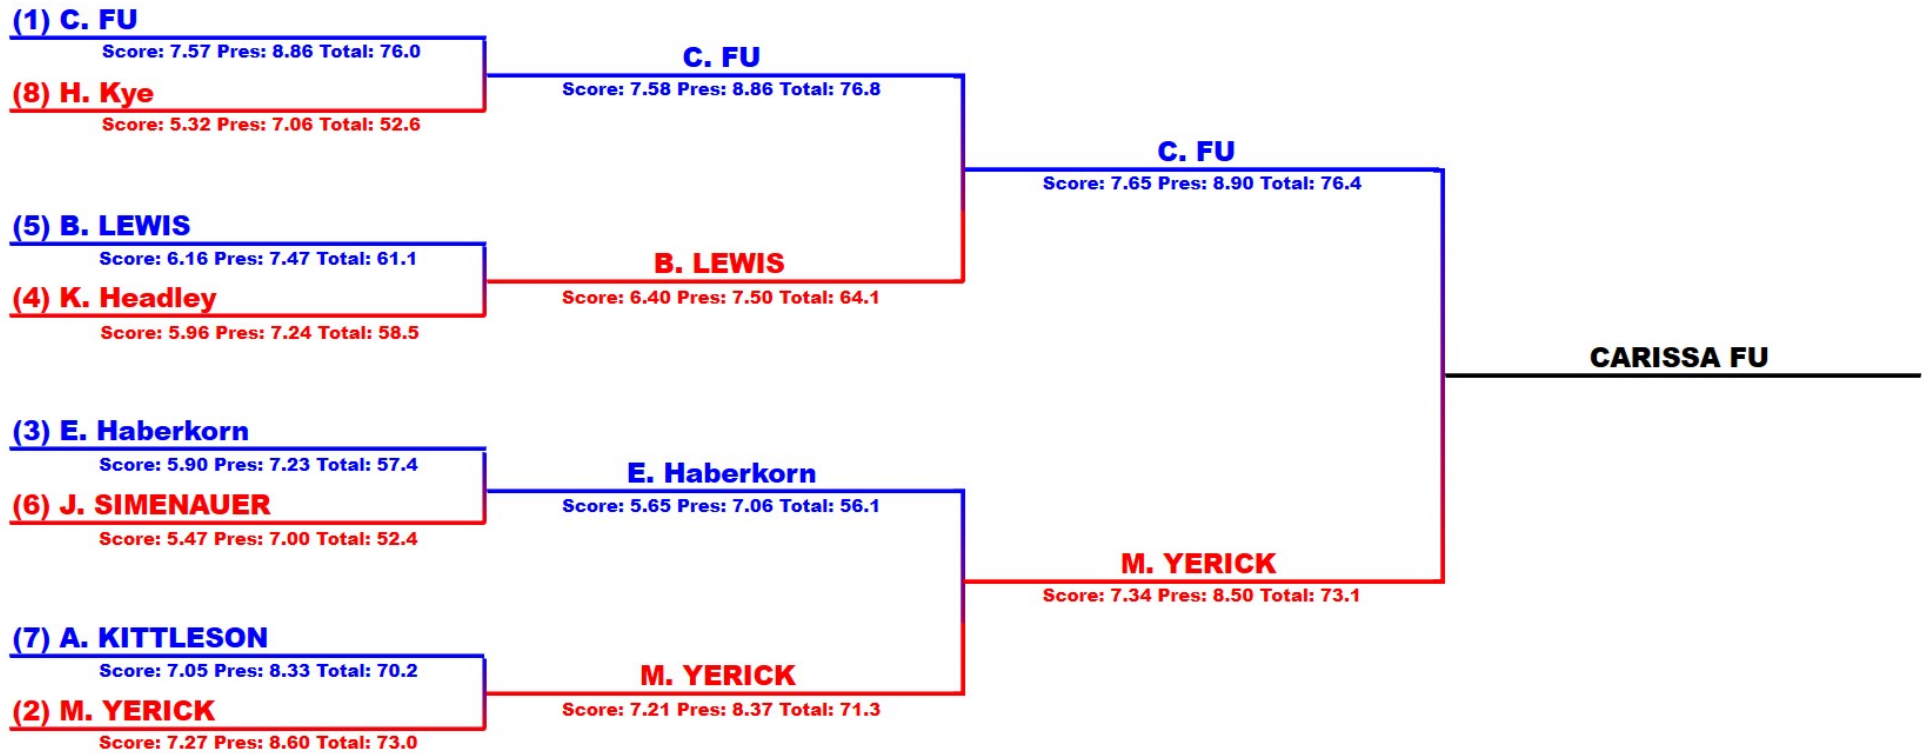 (1) C. FU
Score: 7.57 Pres: 8.86 Total: 76.0
(8) H. Kye
Score: 5.32 Pres: 7.06 Total: 52.6
(5) B. LEWIS
Score: 6.16 Pres: 7.47 Total: 61.1
(4) K. Headley
Score: 5.96 Pres: 7.24 Total: 58.5
(3) E. Haberkorn
Score: 5.90 Pres: 7.23 Total: 57.4
(6) J. SIMENAUER
Score: 5.47 Pres: 7.00 Total: 52.4
(7) A. KITTLESON
Score: 7.05 Pres: 8.33 Total: 70.2
(2) M. YERICK
Score: 7.27 Pres: 8.60 Total: 73.0
C. FU
Score: 7.58 Pres: 8.86 Total: 76.8
B. LEWIS
Score: 6.40 Pres: 7.50 Total: 64.1
E. Haberkorn
Score: 5.65 Pres: 7.06 Total: 56.1
M. YERICK
Score: 7.21 Pres: 8.37 Total: 71.3
C. FU
Score: 7.65 Pres: 8.90 Total: 76.4
M. YERICK
Score: 7.34 Pres: 8.50 Total: 73.1
CARISSA FU